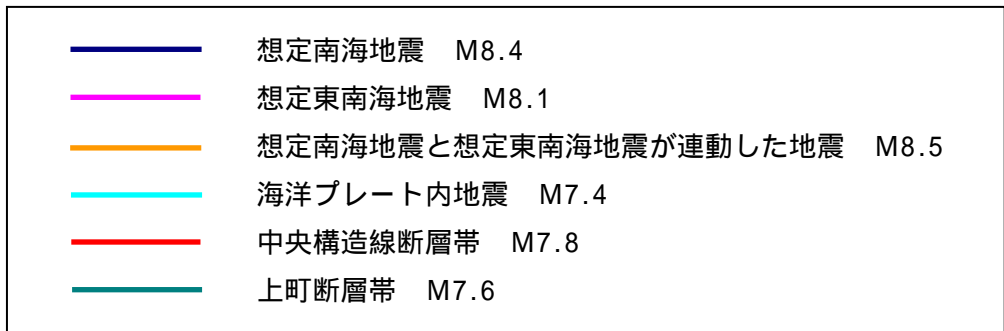 想定南海地震　M8.4
想定東南海地震　M8.1
想定南海地震と想定東南海地震が連動した地震　M8.5
海洋プレート内地震　M7.4
中央構造線断層帯　M7.8
上町断層帯　M7.6